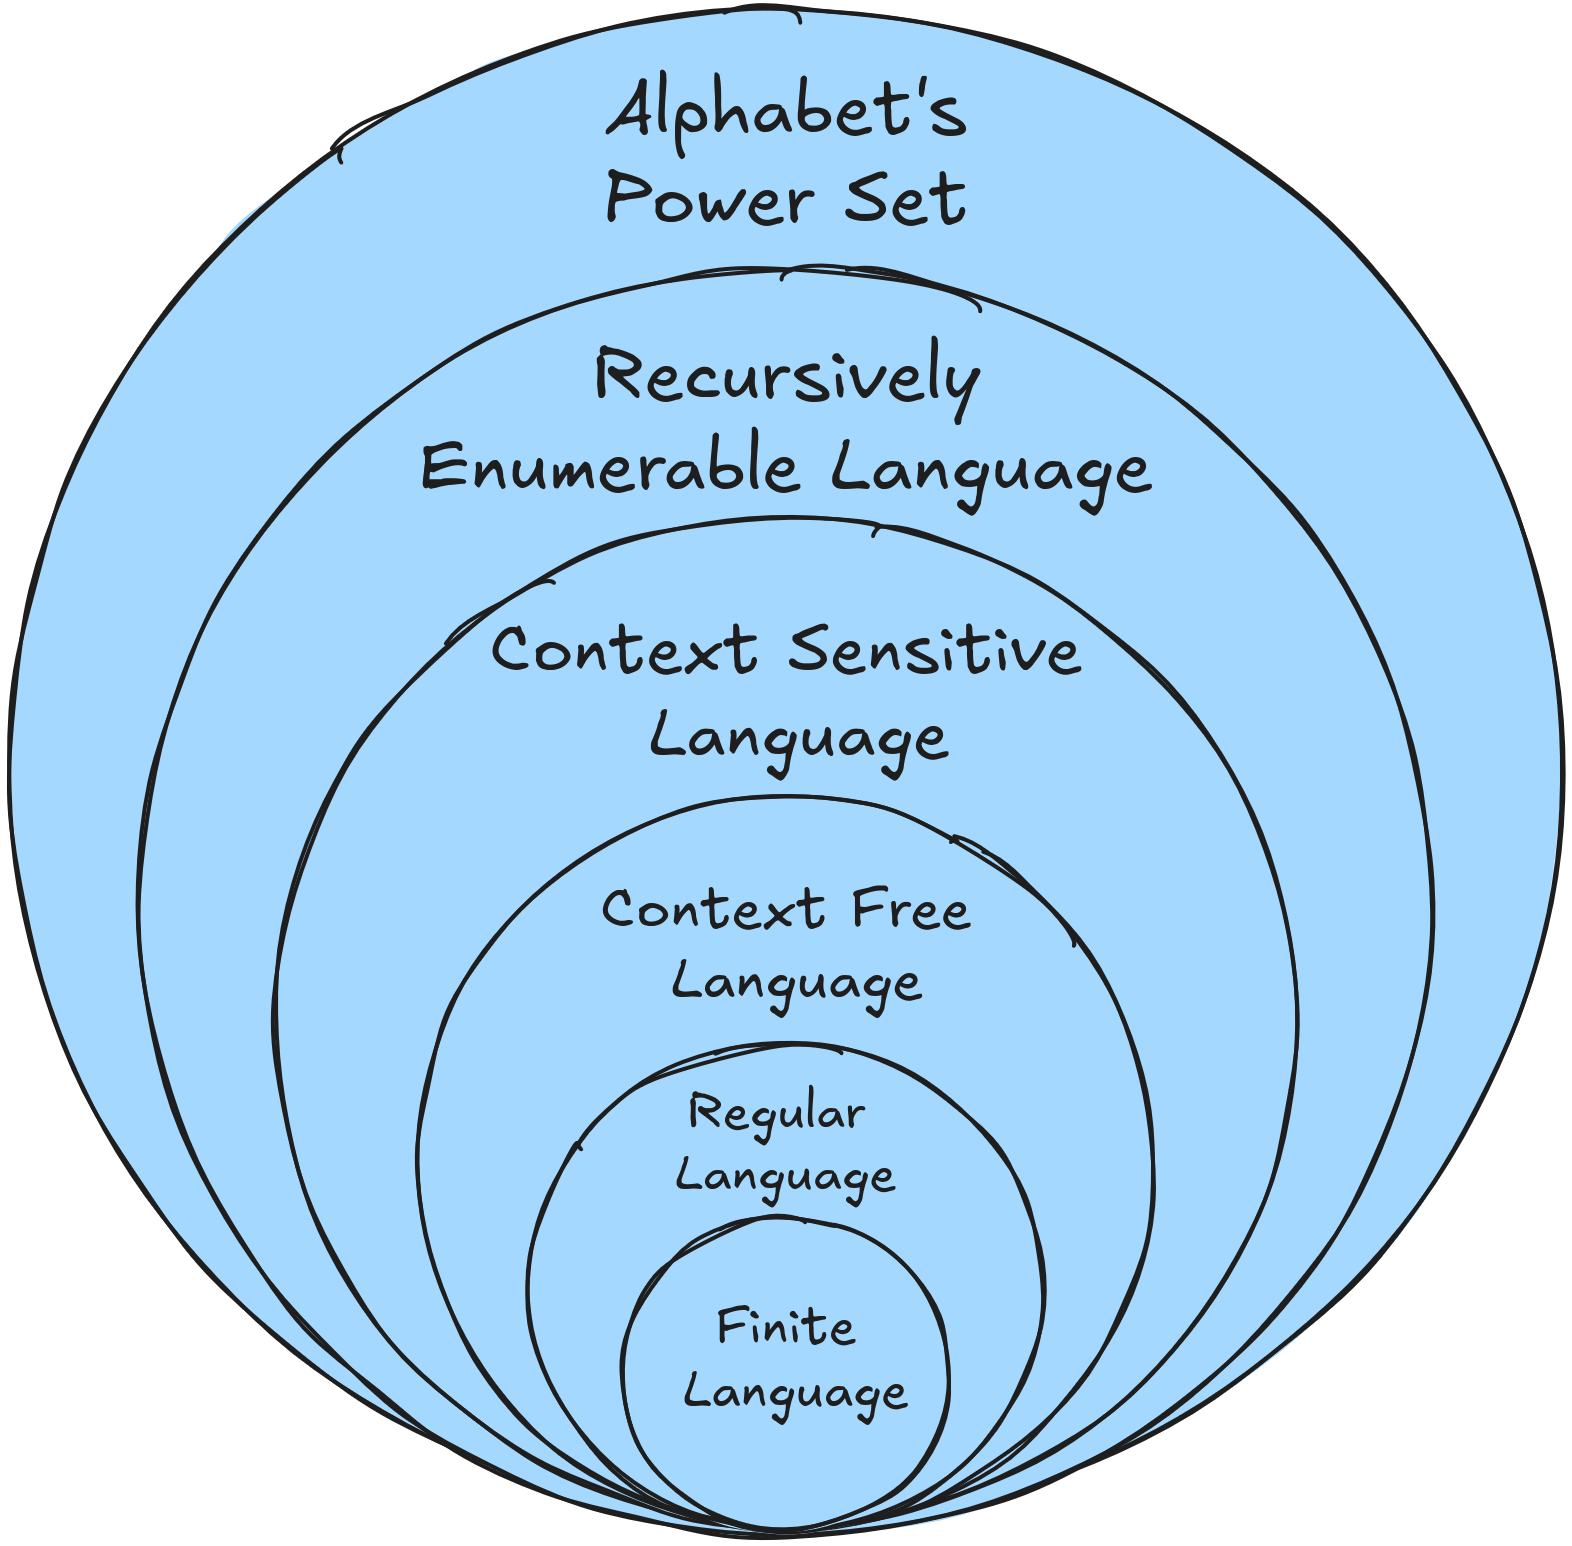 Alphabet's
Power Set
Recursively
Enumerable Language
Context Sensitive
Language
Context Free
Language
Regular
Language
Finite
Language